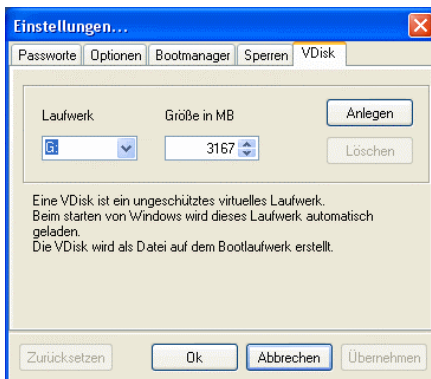 Einstellungen...
Passworte Optionen Bootmanager Sperren VDisk
Laufwerk Größe in MB Anlegen
G: 3167 Löschen
Eine VDisk ist ein ungeschütztes virtuelles Laufwerk.
Beim starten von Windows wird dieses Laufwerk automatisch
geladen.
Die VDisk wird als Datei auf dem Bootlaufwerk erstellt.
Zurücksetzen Ok Abbrechen Übernehmen